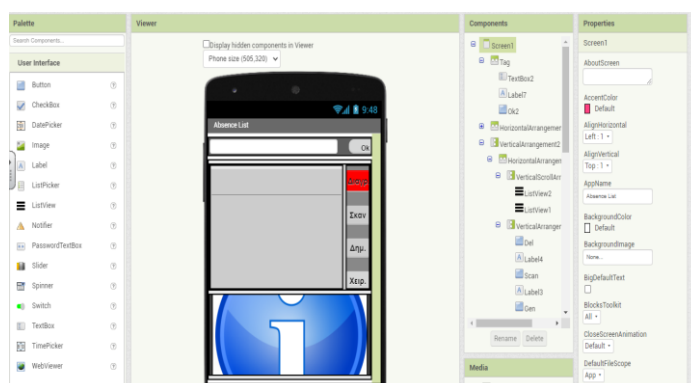 Palette
Search Components...
User Interface
Button
CheckBox
DatePicker
Image
Label
ListPicker
ListView
Notifier
PasswordTextBox
Slider
Spinner
Switch
TextBox
TimePicker
WebViewer
Viewer
Display hidden components in Viewer
Phone size (505,320)
9:48
Absence List
Ok
Διαγρ
Σκαν
Δημ.
Χειρ.
Components
Screen1
Tag
TextBox2
Label7
Ok2
HorizontalArrangemer
VerticalArrangement2
HorizontalArrangen
VerticalScrollArr
ListView2
ListView1
VerticalArranger
Del
Label4
Scan
Label3
Gen
Rename Delete
Media
Properties
Screen1
AboutScreen
AccentColor
Default
AlignHorizontal
Left : 1
AlignVertical
Top : 1
AppName
Absence List
BackgroundColor
Default
BackgroundImage
None...
BigDefaultText
BlocksToolkit
All
CloseScreenAnimation
Default
DefaultFileScope
App